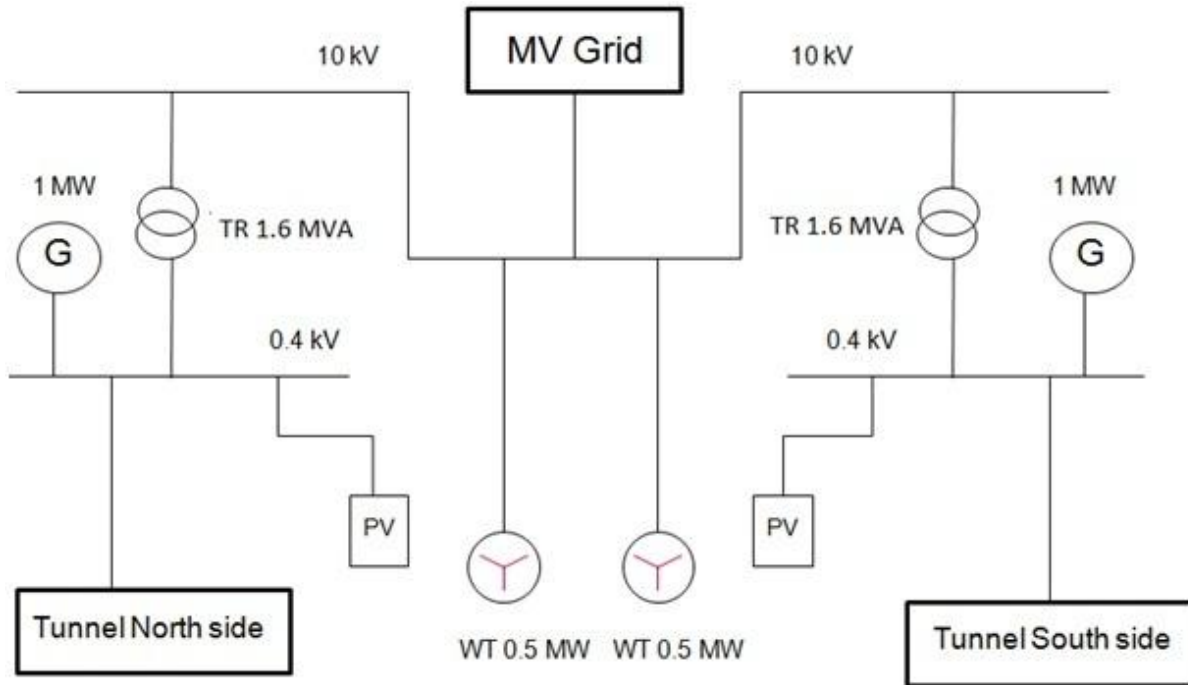 MV Grid
10 kV
10 kV
1 MW
1 MW
G
TR 1.6 MVA
TR 1.6 MVA
G
0.4 kV
0.4 kV
PV
PV
Tunnel North side
Tunnel South side
WT 0.5 MW
WT 0.5 MW